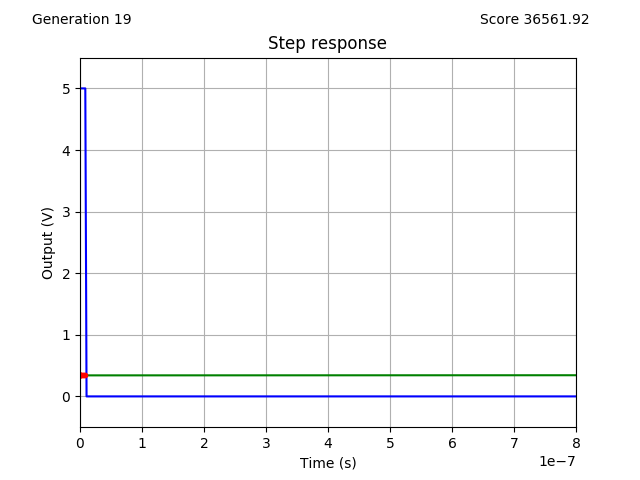 Generation 19
Score 36561.92
Step response
Output (V)
5
4
3
2
1
0
0 1 2 3 4 5 6 7 8
1e−7
Time (s)